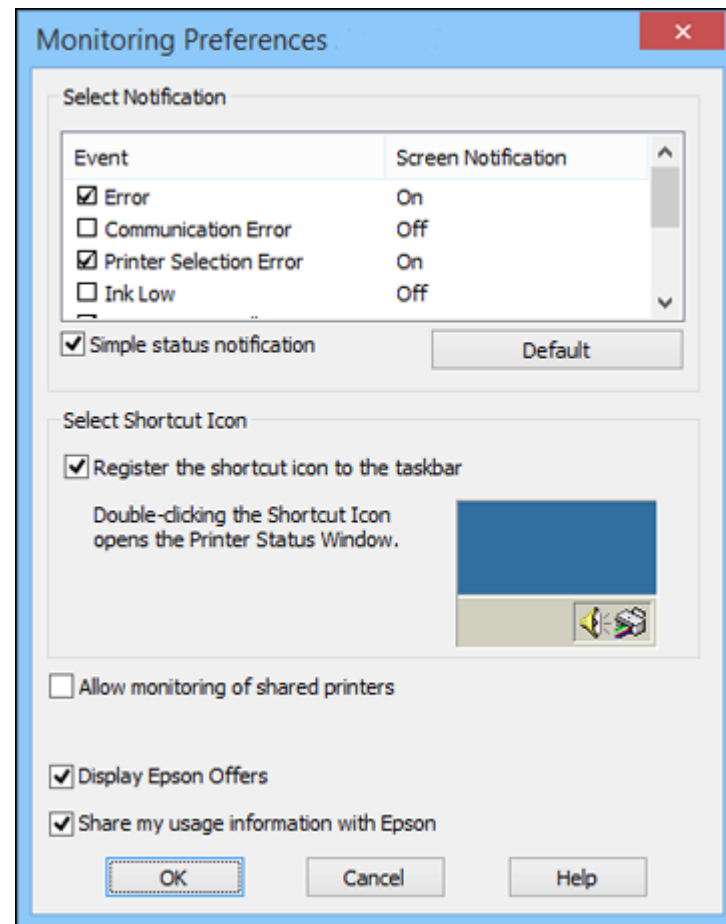 Monitoring Preferences
Select Notification
Event Screen Notification
Error On
Communication Error Off
Printer Selection Error On
Ink Low Off
Simple status notification Default
Select Shortcut Icon
Register the shortcut icon to the taskbar
Double-clicking the Shortcut Icon
opens the Printer Status Window.
Allow monitoring of shared printers
Display Epson Offers
Share my usage information with Epson
OK Cancel Help